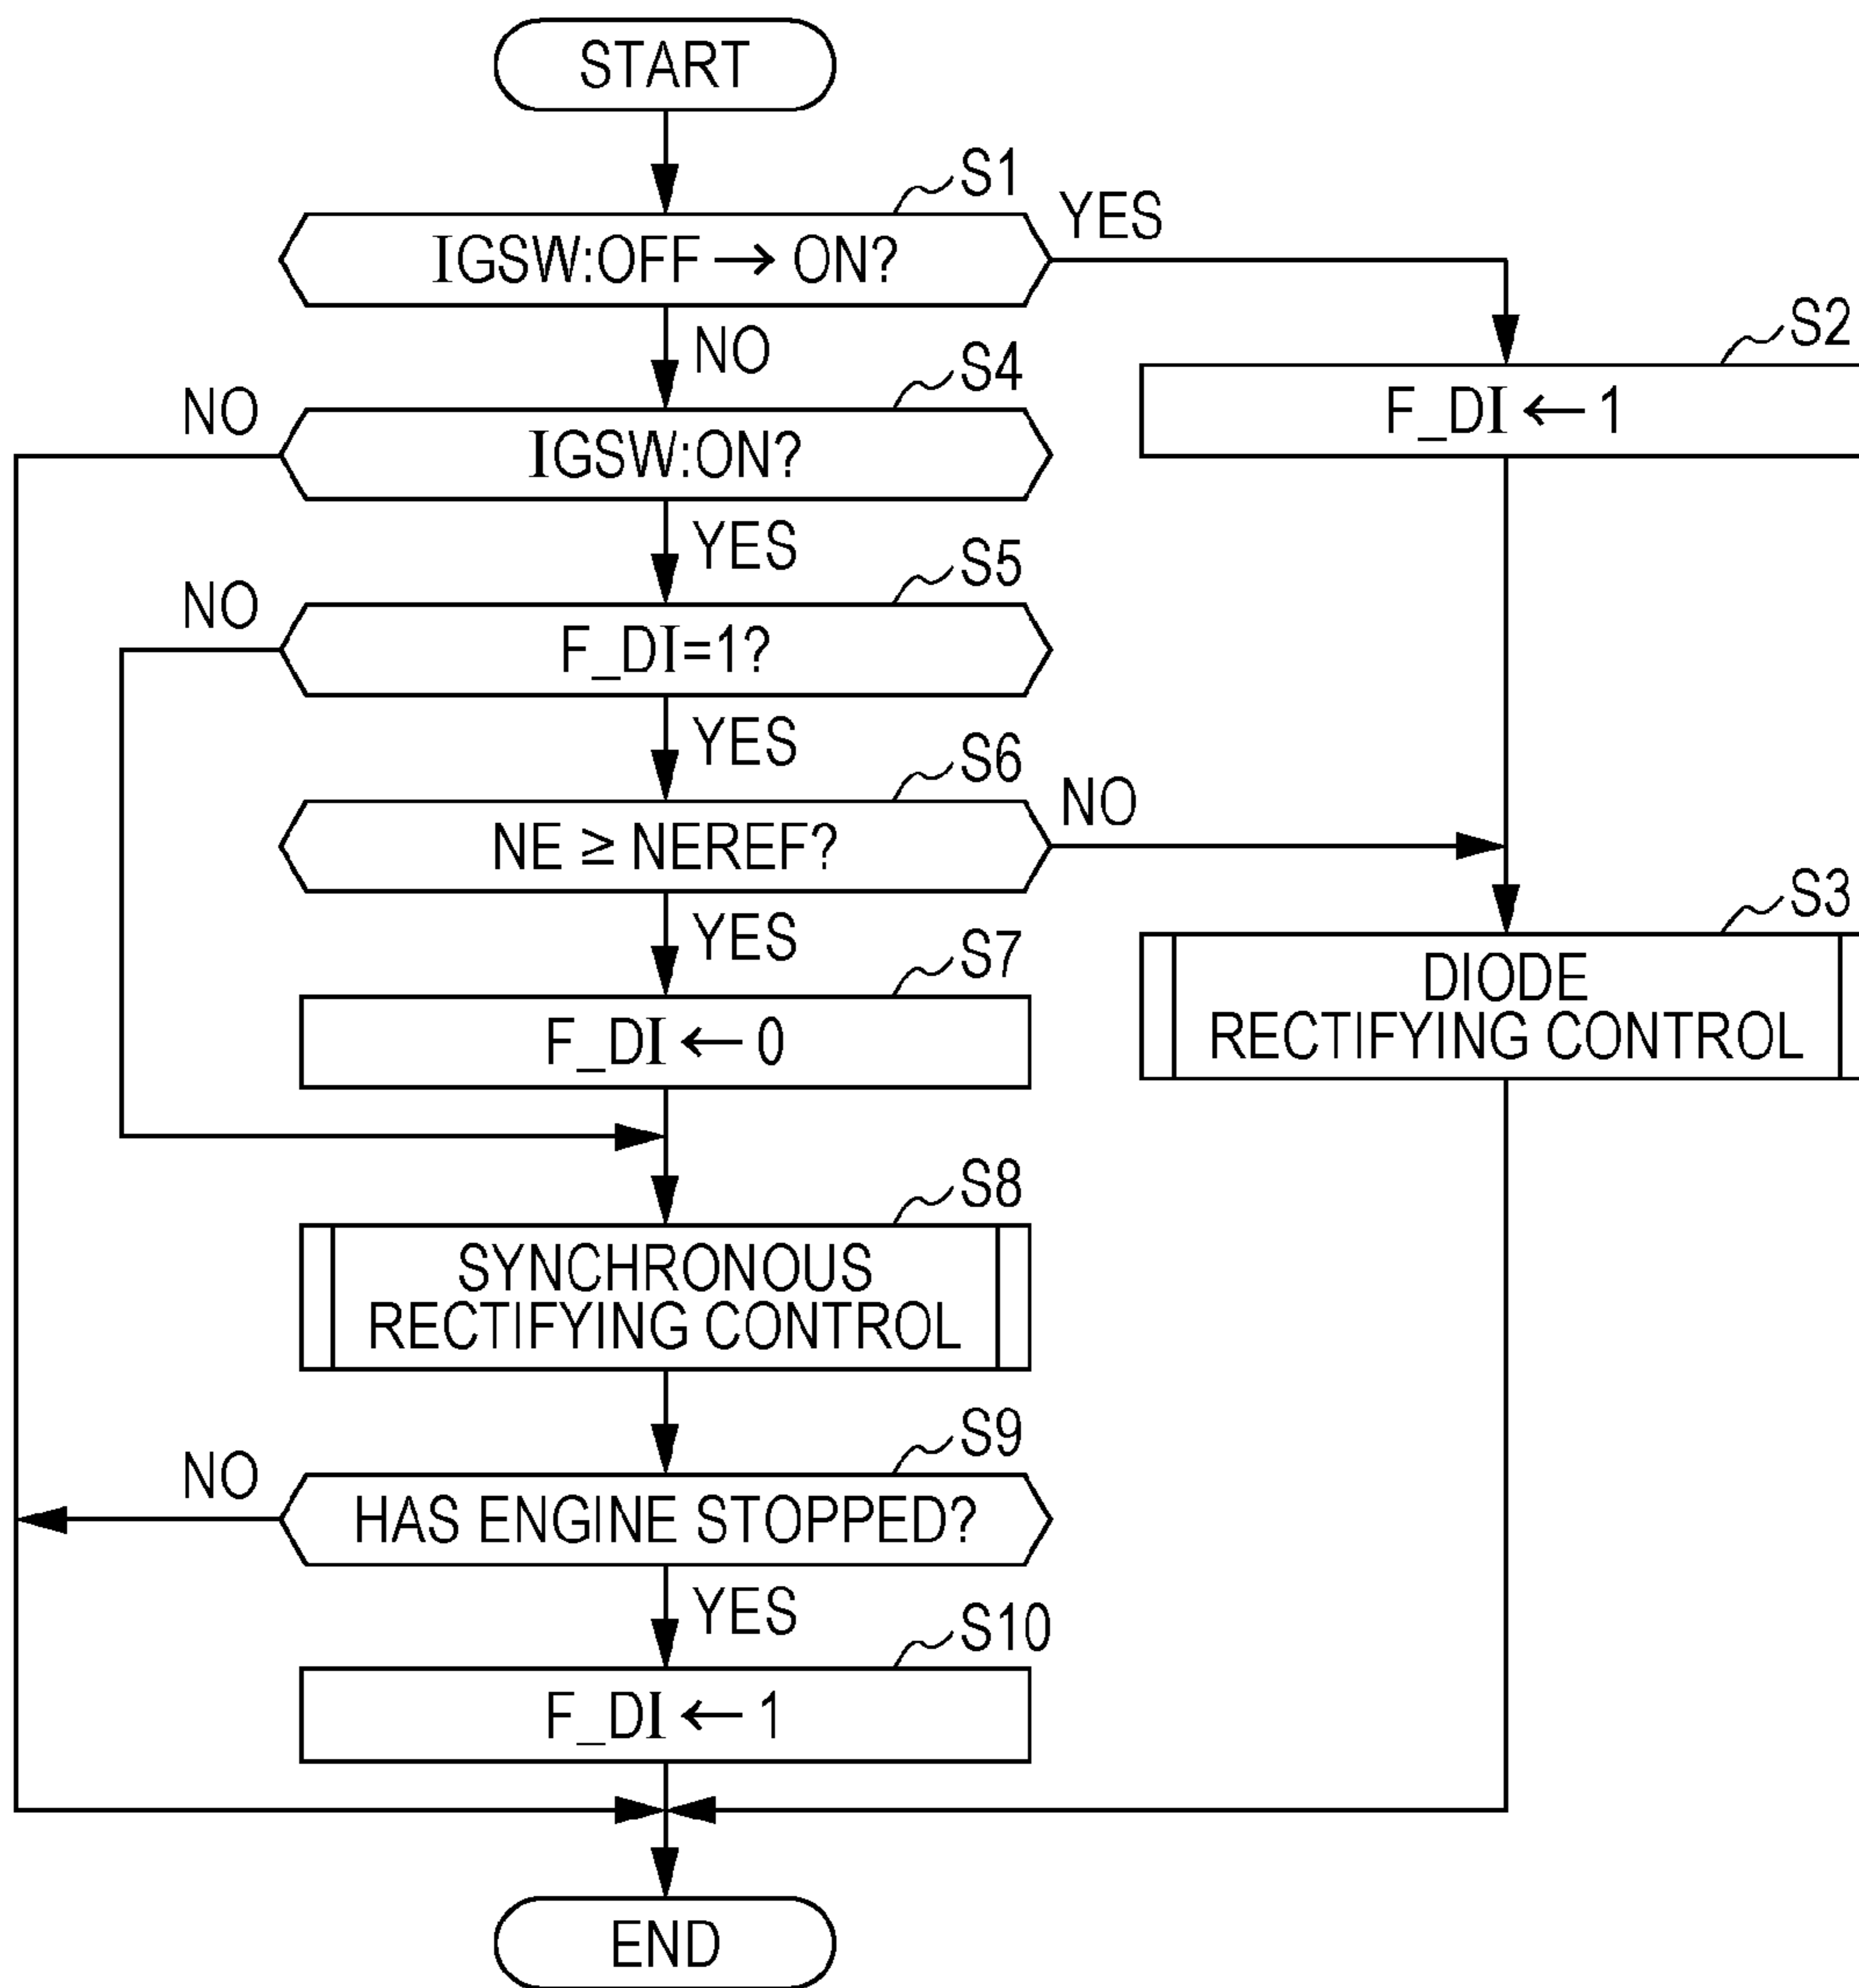 START
S1
IGSW:OFF → ON?
YES
NO
S2
F_DI ← 1
S4
NO
IGSW:ON?
YES
S5
NO
F_DI=1?
YES
S6
NE ≥ NEREF?
NO
YES
S3
DIODE
RECTIFYING CONTROL
S7
F_DI ← 0
S8
SYNCHRONOUS
RECTIFYING CONTROL
S9
NO
HAS ENGINE STOPPED?
YES
S10
F_DI ← 1
END